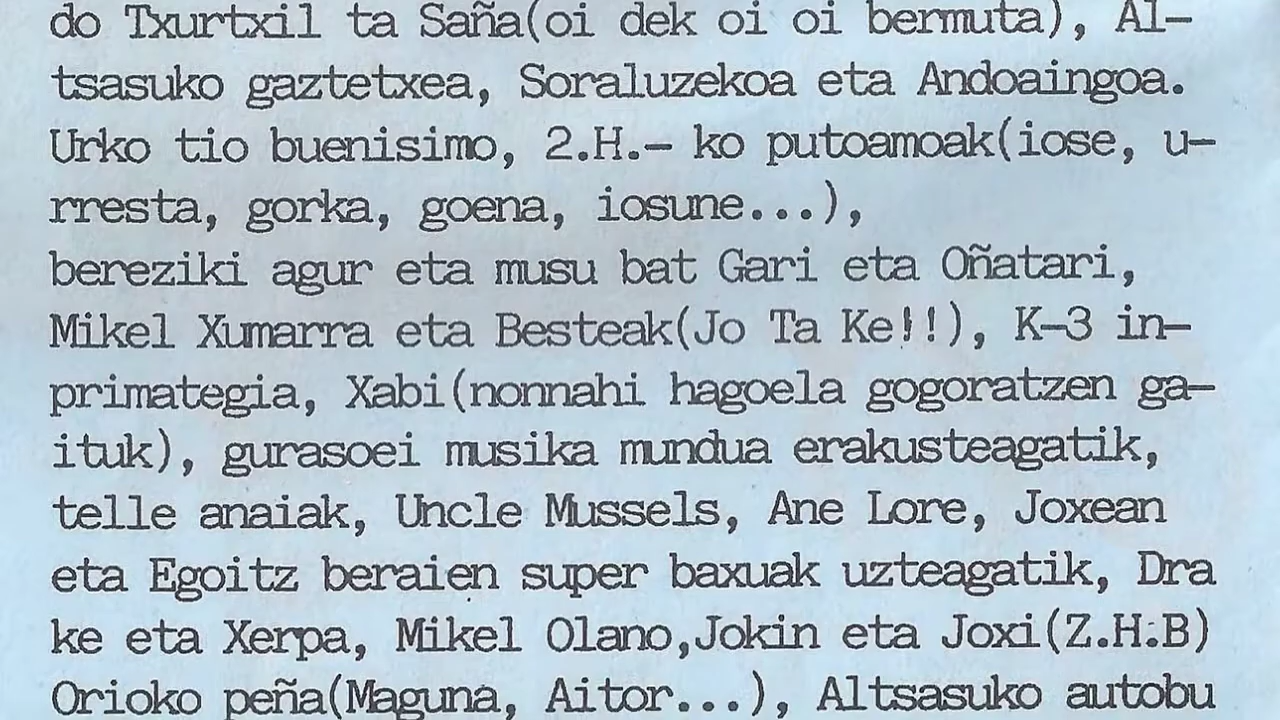 do Txurtxil ta Saña(oi dek oi oi bermuta), Al-
tsasuko gaztetxea, Soraluzekoa eta Andoaingoa.
Urko tio buenisimo, 2.H.- ko putoamoak(iose, u-
rresta, gorka, goena, iosune...),
bereziki agur eta musu bat Gari eta Oñatari,
Mikel Xumarra eta Besteak(Jo Ta Ke!!), K-3 in-
primategia, Xabi(nonnahi hagoela gogoratzen ga-
ituk), gurasoei musika mundua erakusteagatik,
telle anaiak, Uncle Mussels, Ane Lore, Joxean
eta Egoitz beraien super baxuak uzteagatik, Dra
ke eta Xerpa, Mikel Olano,Jokin eta Joxi(Z.H.B)
Orioko peña(Maguna, Aitor...), Altsasuko autobu